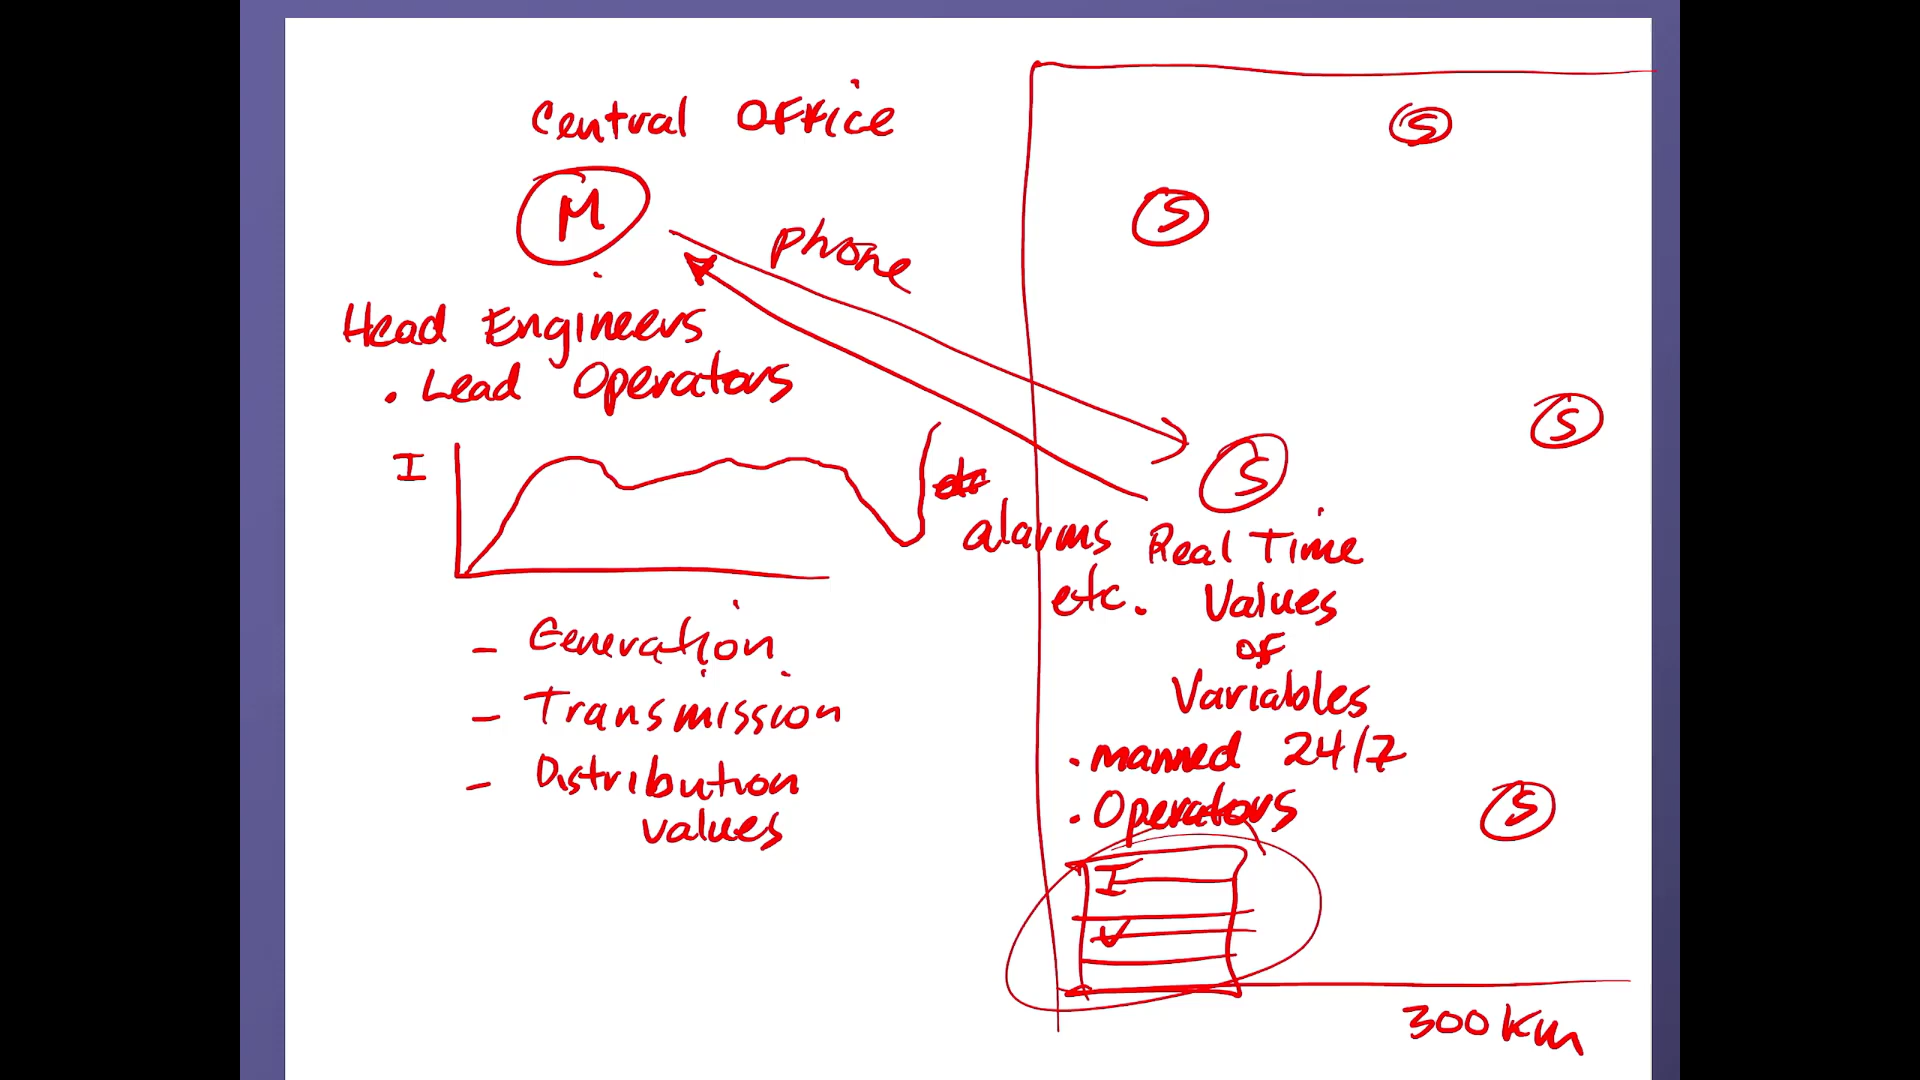 Central Office
M
phone
Head Engineers
. Lead Operators
I
etc
- Generation
- Transmission
- Distribution
values
S
S
S
S
alarms Real Time
etc. Values
of
Variables
. manned 24/7
. Operators
S
I
V
300 Km